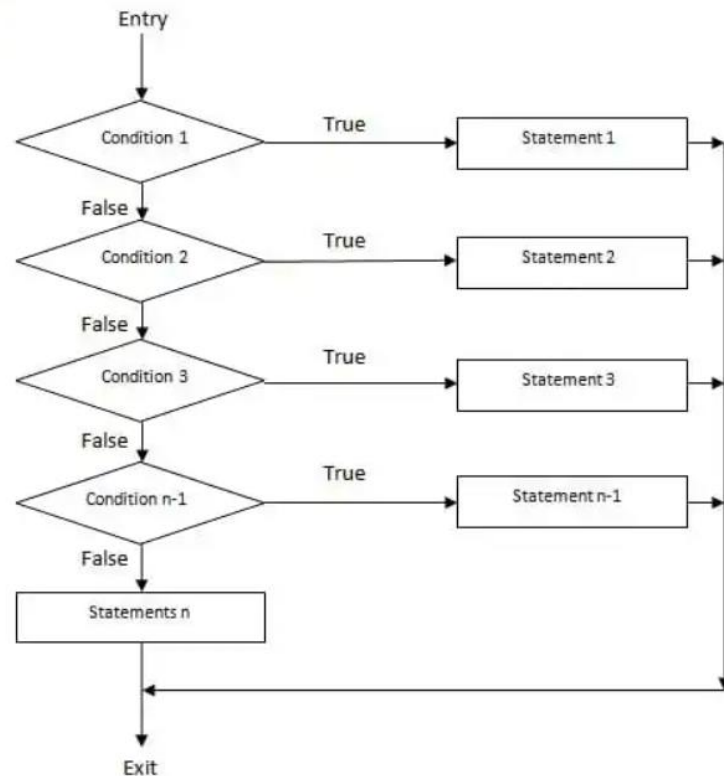 Entry
Condition 1
True
Statement 1
False
Condition 2
True
Statement 2
False
Condition 3
True
Statement 3
False
Condition n-1
True
Statement n-1
False
Statements n
Exit